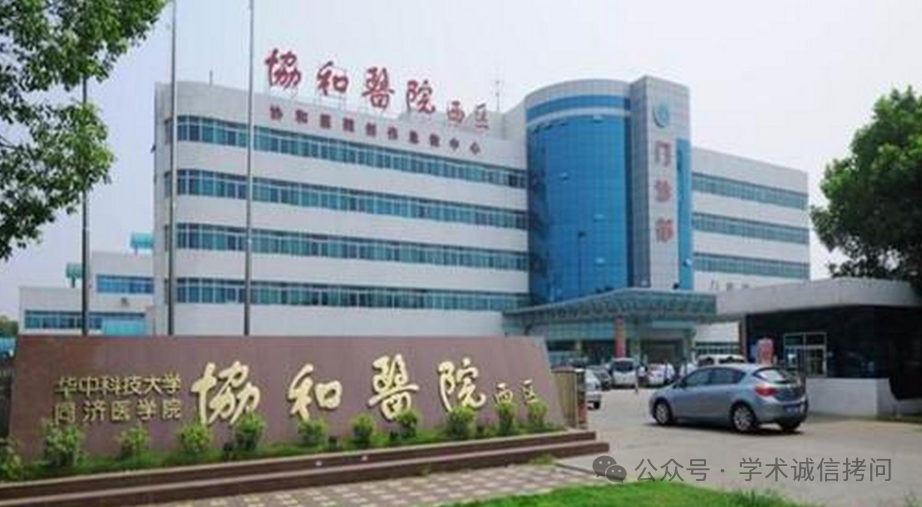 協和醫院西区
协和医院创伤急救中心
门诊部
华中科技大学
同济医学院
協和醫院西区
公众号·学术诚信拷问